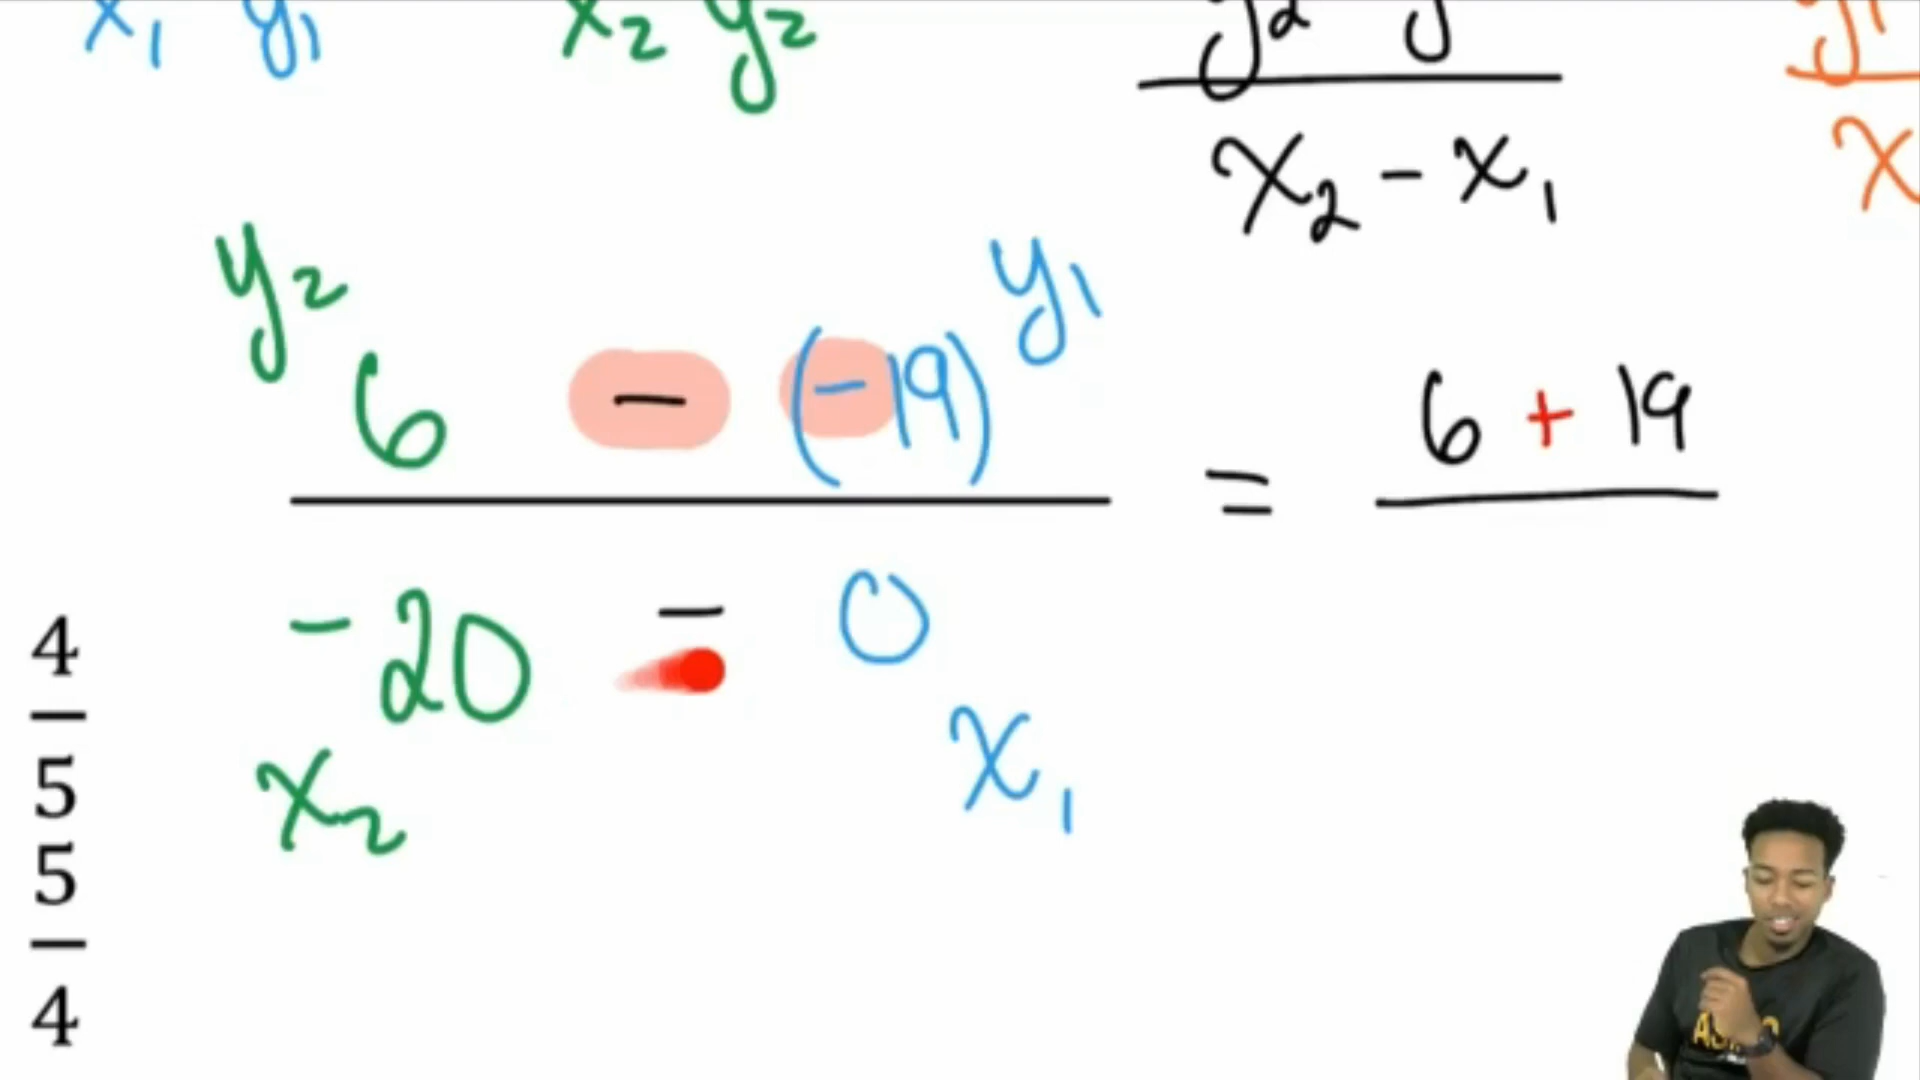 x₁ y₁ x₂ y₂
x₂ - x₁
y₂ y₁
6 - (-19) = 6 + 19
-20 - 0
x₂ x₁
4
5
5
4